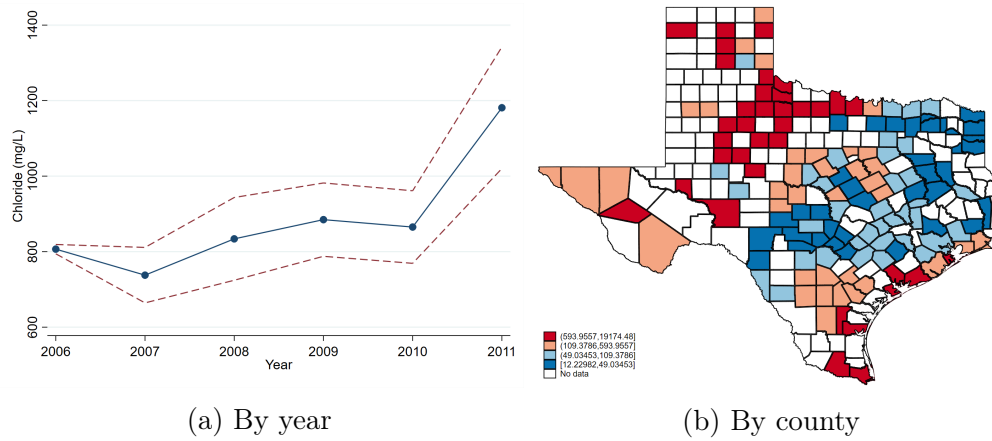 1400
1200
1000
800
600
Chloride (mg/L)
2006 2007 2008 2009 2010 2011
Year
(a) By year
(593.9557,19174.48]
(109.3786,593.9557]
(49.03453,109.3786]
[12.22982,49.03453]
No data
(b) By county